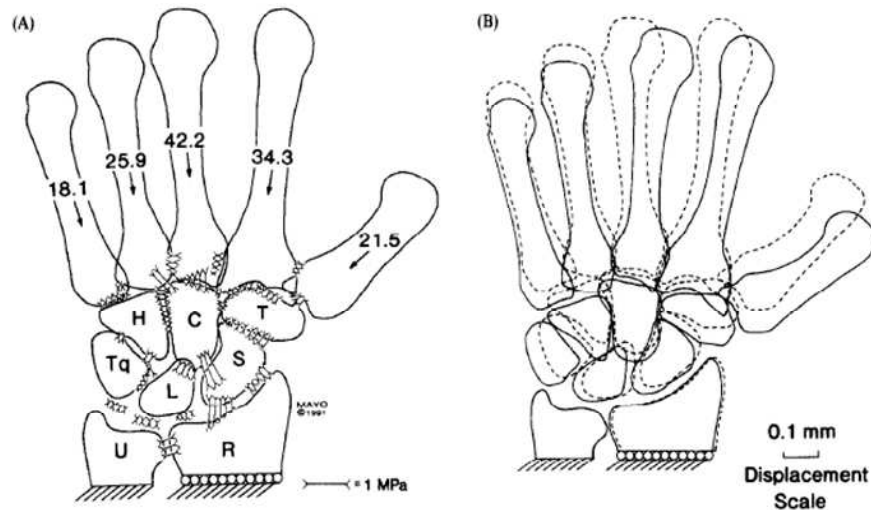 (A)
42.2
25.9
34.3
18.1
21.5
H
C
T
Tq
L
S
MAYO
©1991
U
R
= 1 MPa
(B)
0.1 mm
Displacement
Scale